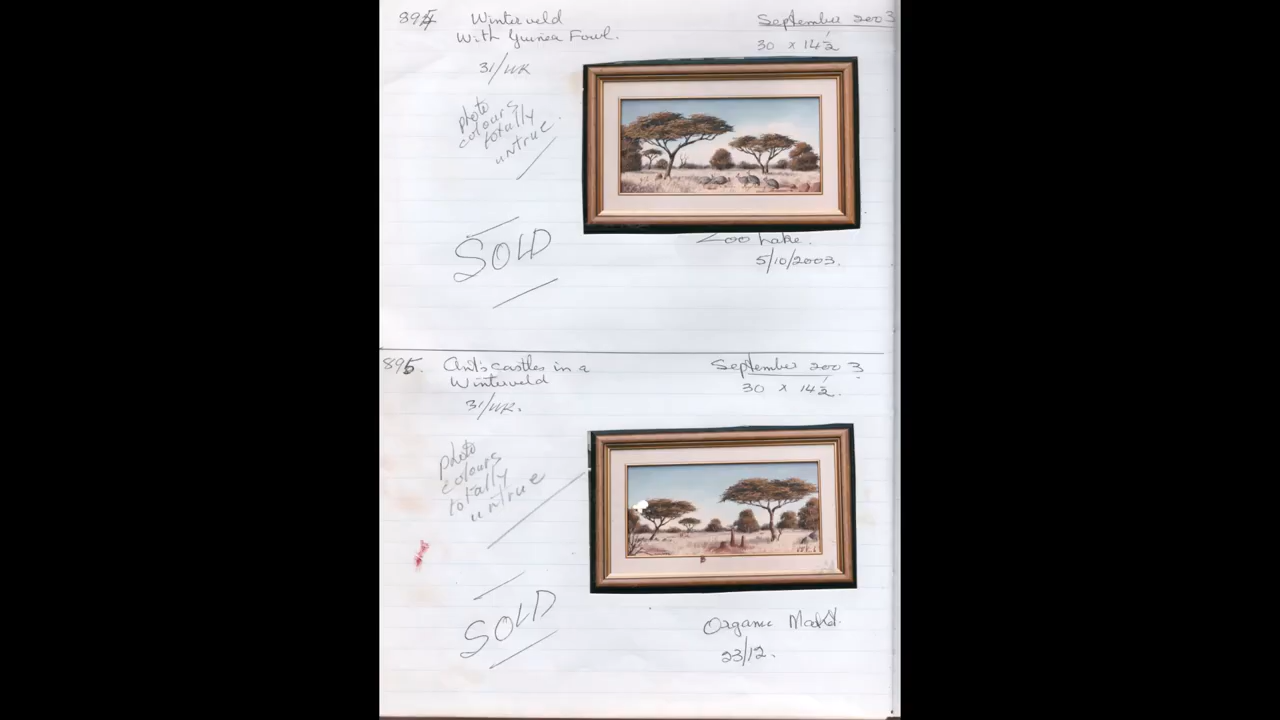 894 Winterveld September 2003
With Guinea Fowl. 30 x 14½
31/WK
photo
colours
totally
untrue.
SOLD
Zoo Lake.
5/10/2003.
895. Ant's castles in a September 2003
Winterveld 30 x 14½.
31/WK.
photo
colours
totally
untrue
SOLD
Organic Market.
23/12.